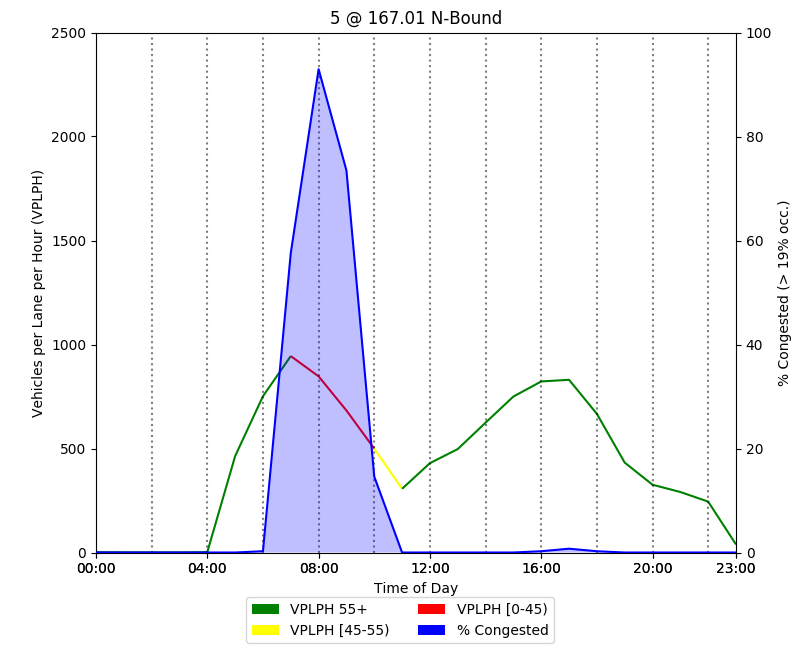 5 @ 167.01 N-Bound
2500
2000
1500
1000
500
0
Vehicles per Lane per Hour (VPLPH)
100
80
60
40
20
0
% Congested (> 19% occ.)
00:00 04:00 08:00 12:00 16:00 20:00 23:00
Time of Day
VPLPH 55+ VPLPH [0-45)
VPLPH [45-55) % Congested